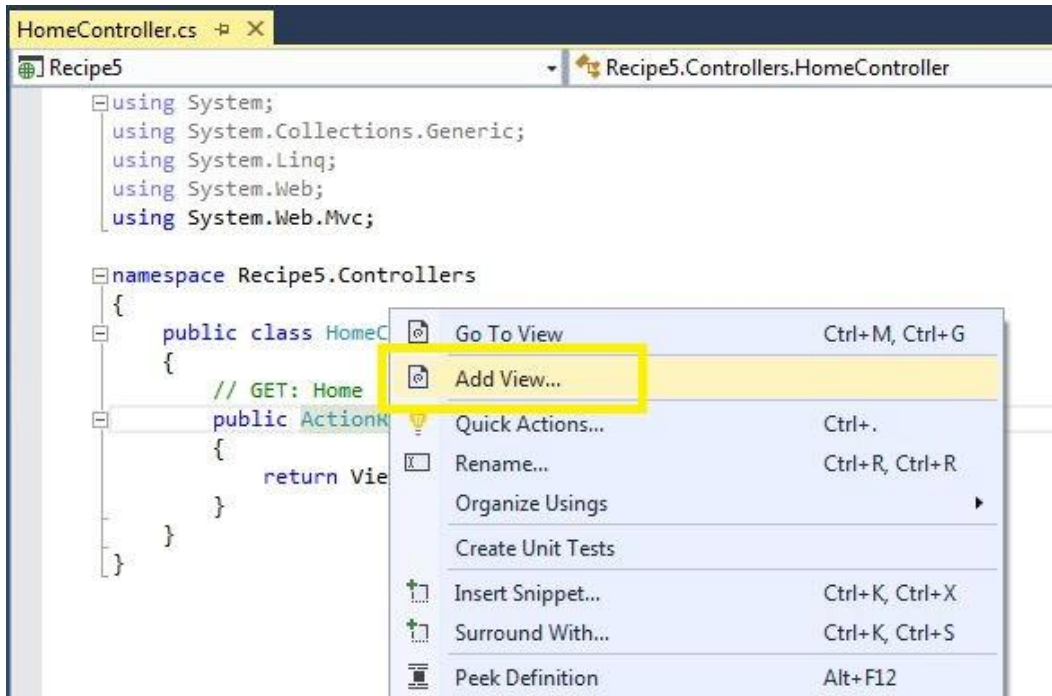 HomeController.cs
Recipe5 Recipe5.Controllers.HomeController
using System;
using System.Collections.Generic;
using System.Linq;
using System.Web;
using System.Web.Mvc;
namespace Recipe5.Controllers
{
public class HomeC
{
// GET: Home
public ActionR
{
return Vie
}
}
}
Go To View Ctrl+M, Ctrl+G
Add View...
Quick Actions... Ctrl+.
Rename... Ctrl+R, Ctrl+R
Organize Usings
Create Unit Tests
Insert Snippet... Ctrl+K, Ctrl+X
Surround With... Ctrl+K, Ctrl+S
Peek Definition Alt+F12